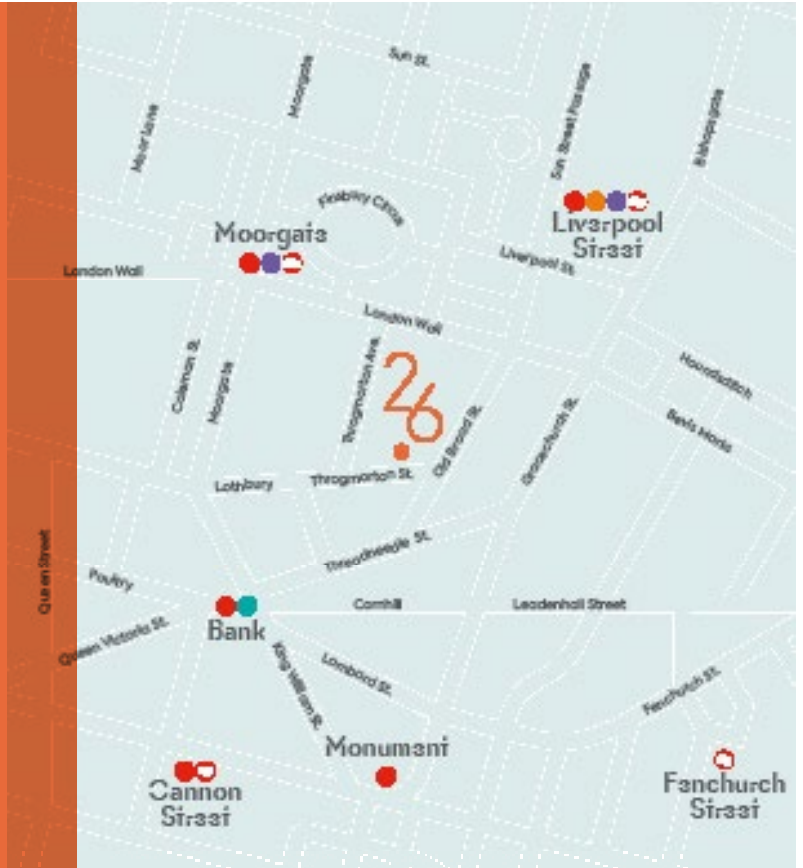 Sun St.
Moorgate
Moor Lane
Sun Street Passage
Bishopsgate
Finsbury Circus
Liverpool
Street
Moorgate
Liverpool St.
London Wall
London Wall
Throgmorton Ave.
Coleman St.
Moorgate
26
Houndsditch
Bevis Marks
Old Broad St.
Gracechurch St.
Lothbury
Throgmorton St.
Threadneedle St.
Queen Street
Poultry
Cornhill
Leadenhall Street
Bank
Queen Victoria St.
King William St.
Lombard St.
Fenchurch St.
Monument
Cannon
Street
Fenchurch
Street